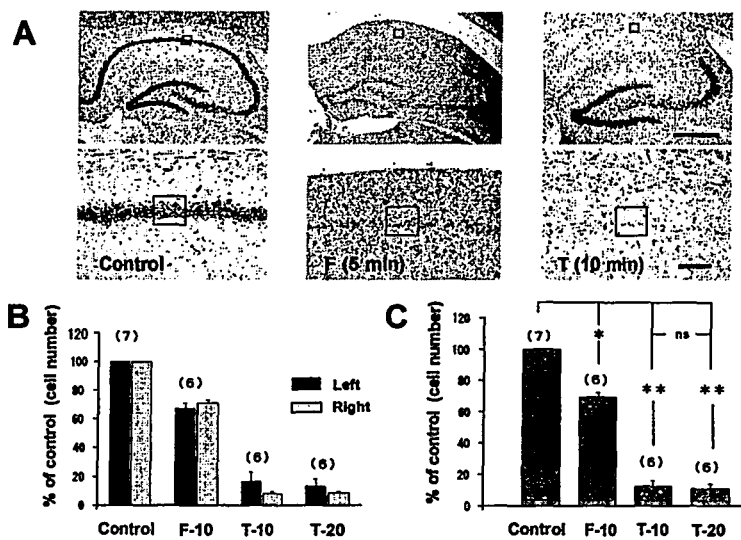 A
Control
F (5 min)
T (10 min)
B
% of control (cell number)
120
100
80
60
40
20
0
(7)
(6)
(6)
(6)
Left
Right
Control
F-10
T-10
T-20
C
% of control (cell number)
120
100
80
60
40
20
0
(7)
*
(6)
**
ns
**
(6)
(6)
Control
F-10
T-10
T-20